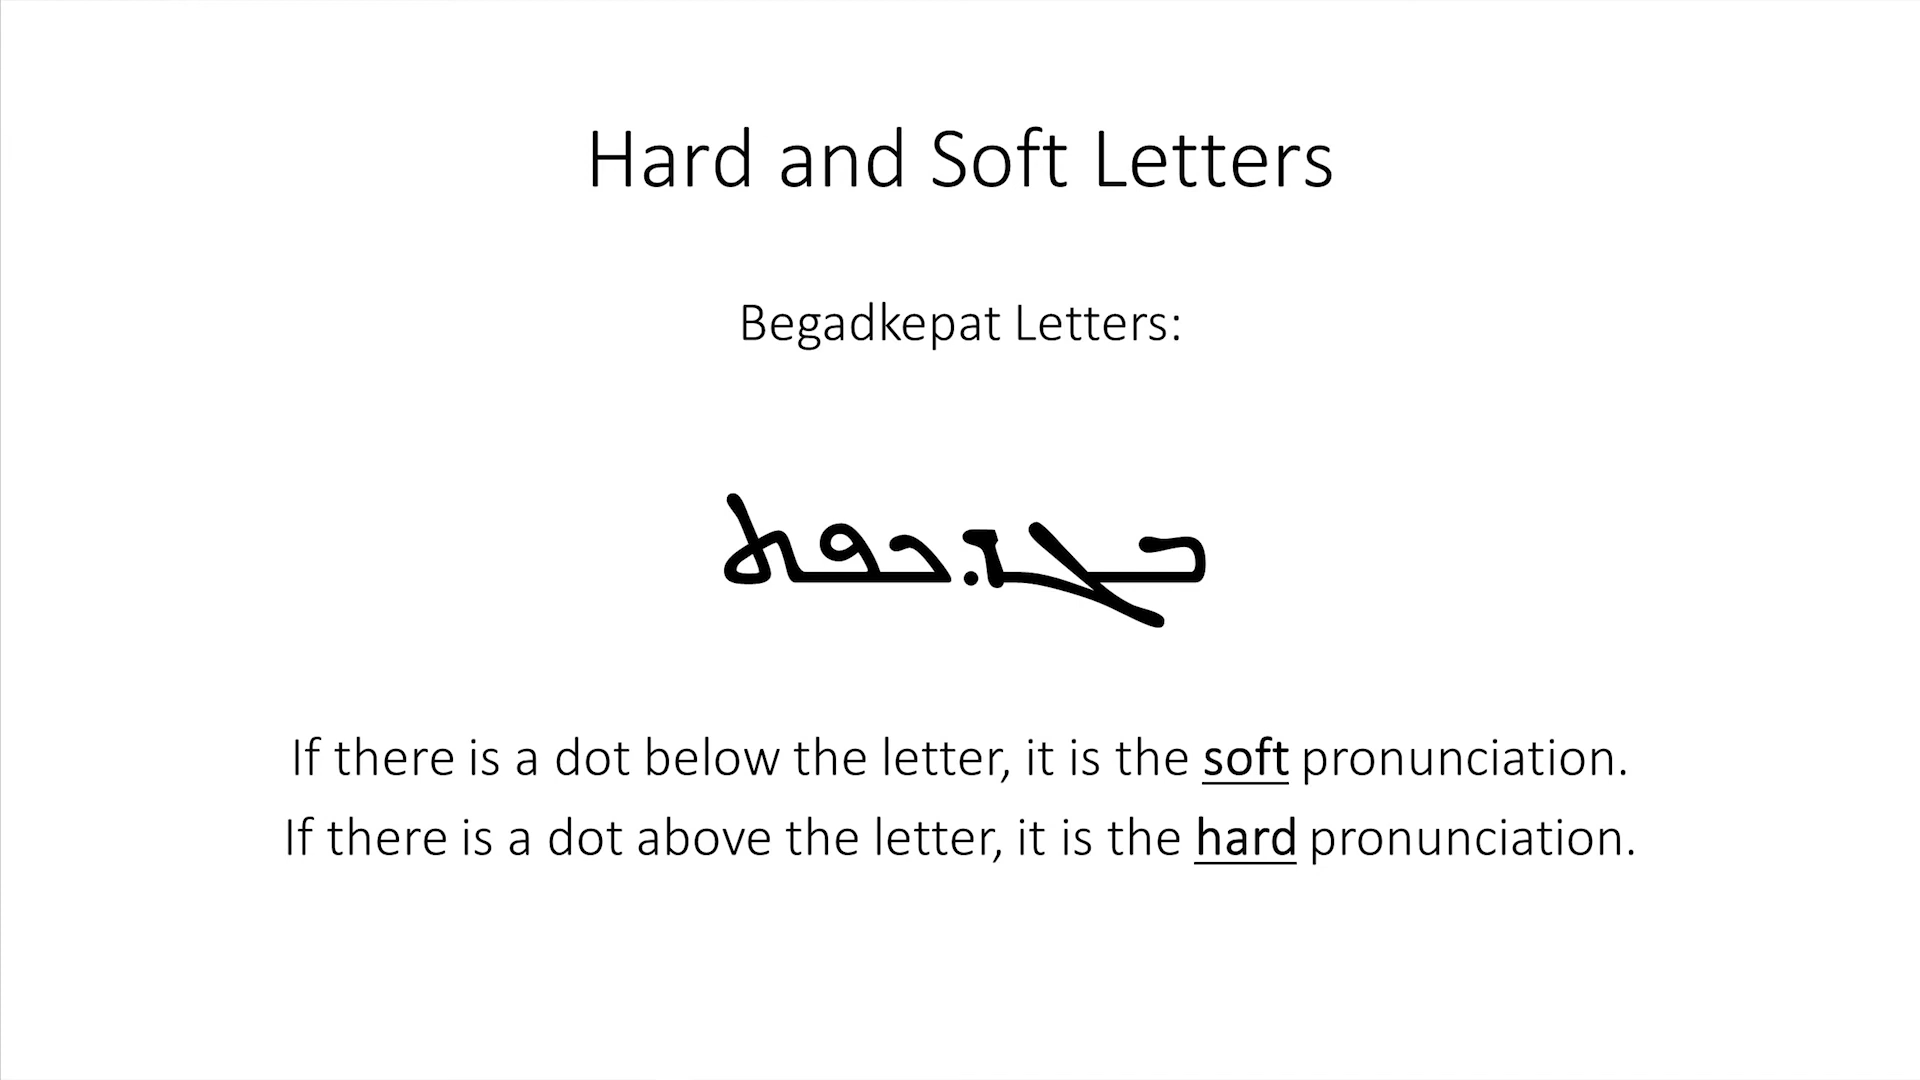 Hard and Soft Letters
Begadkepat Letters:
ܒܓܕܟܦܬ
If there is a dot below the letter, it is the soft pronunciation.
If there is a dot above the letter, it is the hard pronunciation.